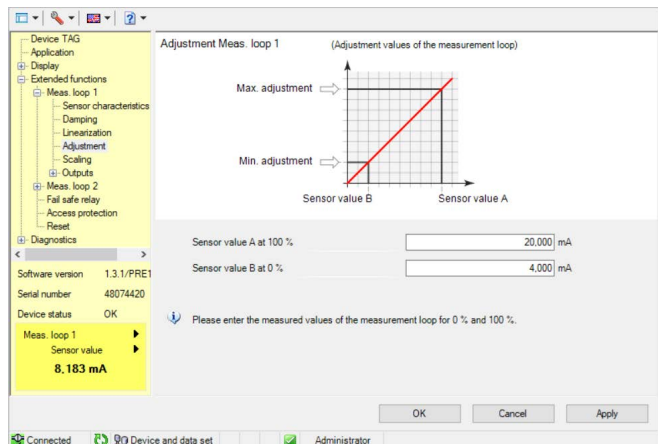 Device TAG
Application
Display
Extended functions
Meas. loop 1
Sensor characteristics
Damping
Linearization
Adjustment
Scaling
Outputs
Meas. loop 2
Fail safe relay
Access protection
Reset
Diagnostics
Software version 1.3.1/PRE1
Serial number 48074420
Device status OK
Meas. loop 1
Sensor value
8,183 mA
Adjustment Meas. loop 1 (Adjustment values of the measurement loop)
Max. adjustment
Min. adjustment
Sensor value B Sensor value A
Sensor value A at 100 % 20,000 mA
Sensor value B at 0 % 4,000 mA
Please enter the measured values of the measurement loop for 0 % and 100 %.
OK Cancel Apply
Connected Device and data set Administrator